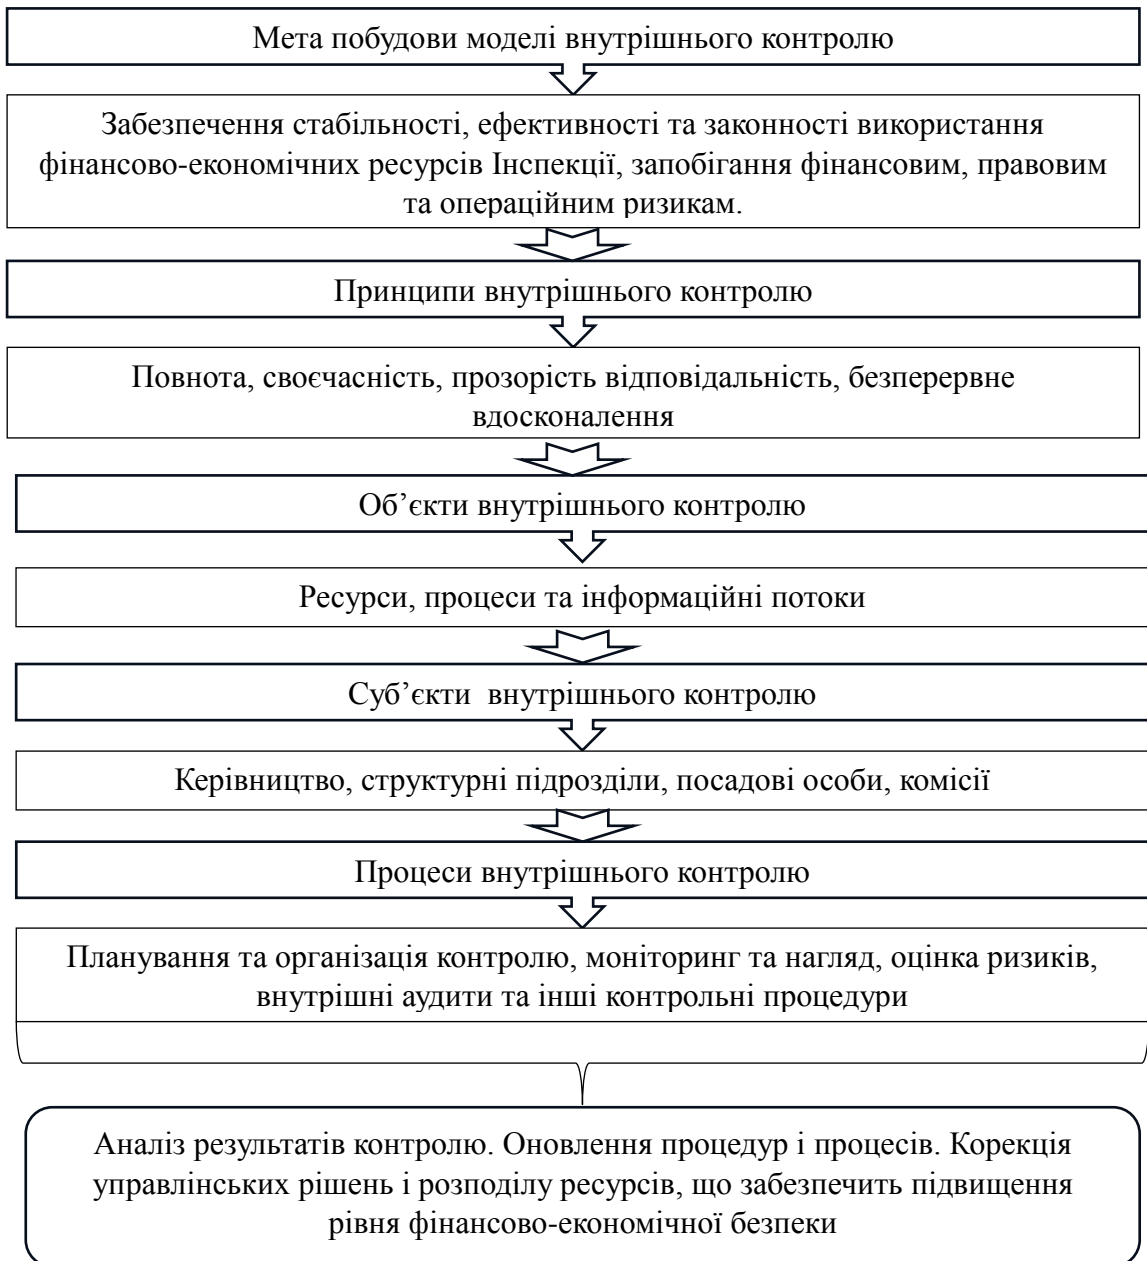 Мета побудови моделі внутрішнього контролю
Забезпечення стабільності, ефективності та законності використання
фінансово-економічних ресурсів Інспекції, запобігання фінансовим, правовим
та операційним ризикам.
Принципи внутрішнього контролю
Повнота, своєчасність, прозорість відповідальність, безперервне
вдосконалення
Об’єкти внутрішнього контролю
Ресурси, процеси та інформаційні потоки
Суб’єкти  внутрішнього контролю
Керівництво, структурні підрозділи, посадові особи, комісії
Процеси внутрішнього контролю
Планування та організація контролю, моніторинг та нагляд, оцінка ризиків,
внутрішні аудити та інші контрольні процедури
Аналіз результатів контролю. Оновлення процедур і процесів. Корекція
управлінських рішень і розподілу ресурсів, що забезпечить підвищення
рівня фінансово-економічної безпеки